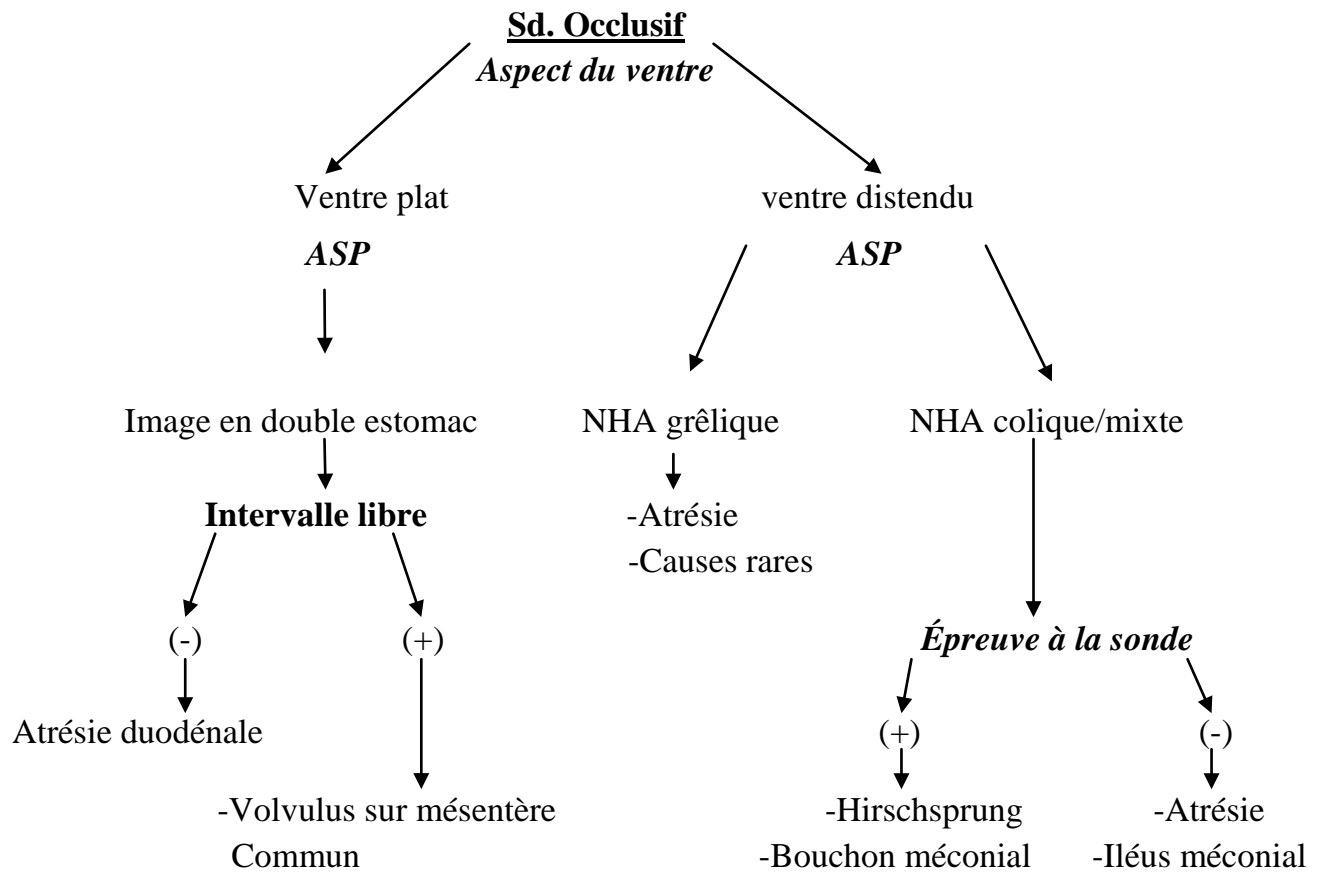 Sd. Occlusif
Aspect du ventre
Ventre plat
ventre distendu
ASP
ASP
Image en double estomac
NHA grêlique
NHA colique/mixte
Intervalle libre
-Atrésie
-Causes rares
(-)
(+)
Épreuve à la sonde
Atrésie duodénale
(+)
(-)
-Volvulus sur mésentère
Commun
-Hirschsprung
-Bouchon méconial
-Atrésie
-Iléus méconial